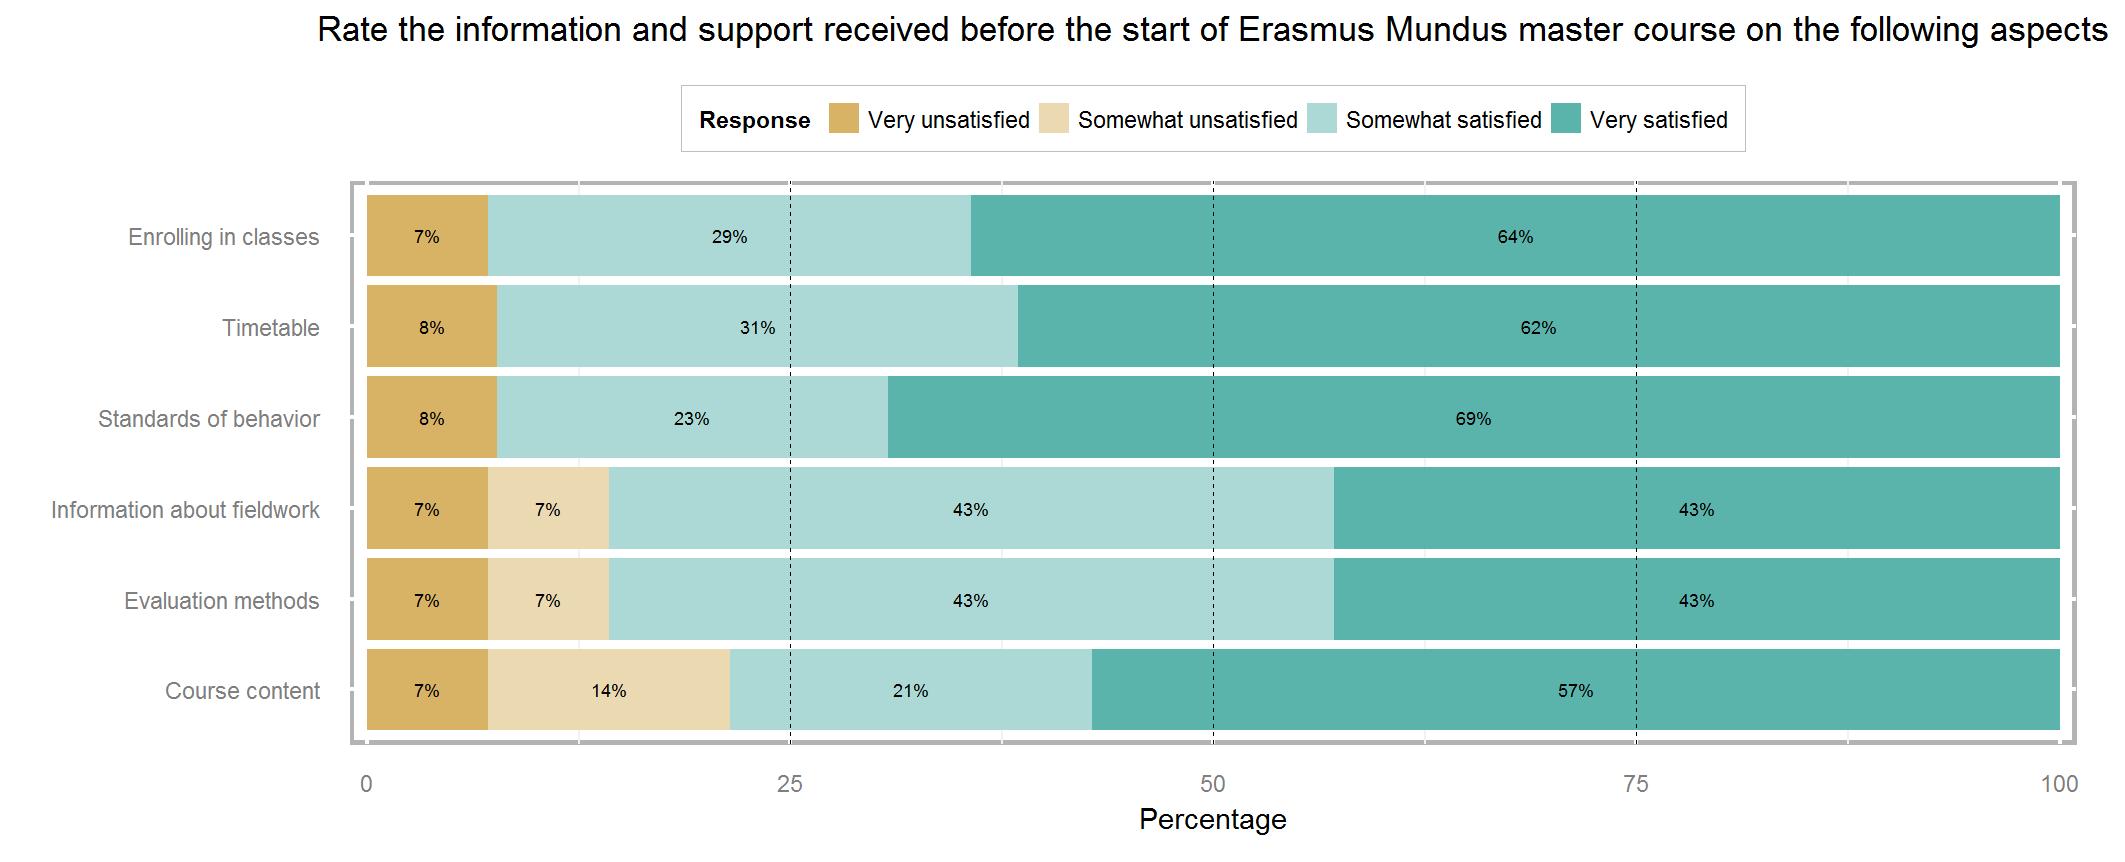 Rate the information and support received before the start of Erasmus Mundus master course on the following aspects
Response Very unsatisfied Somewhat unsatisfied Somewhat satisfied Very satisfied
Enrolling in classes 7% 29% 64%
Timetable 8% 31% 62%
Standards of behavior 8% 23% 69%
Information about fieldwork 7% 7% 43% 43%
Evaluation methods 7% 7% 43% 43%
Course content 7% 14% 21% 57%
0 25 50 75 100
Percentage